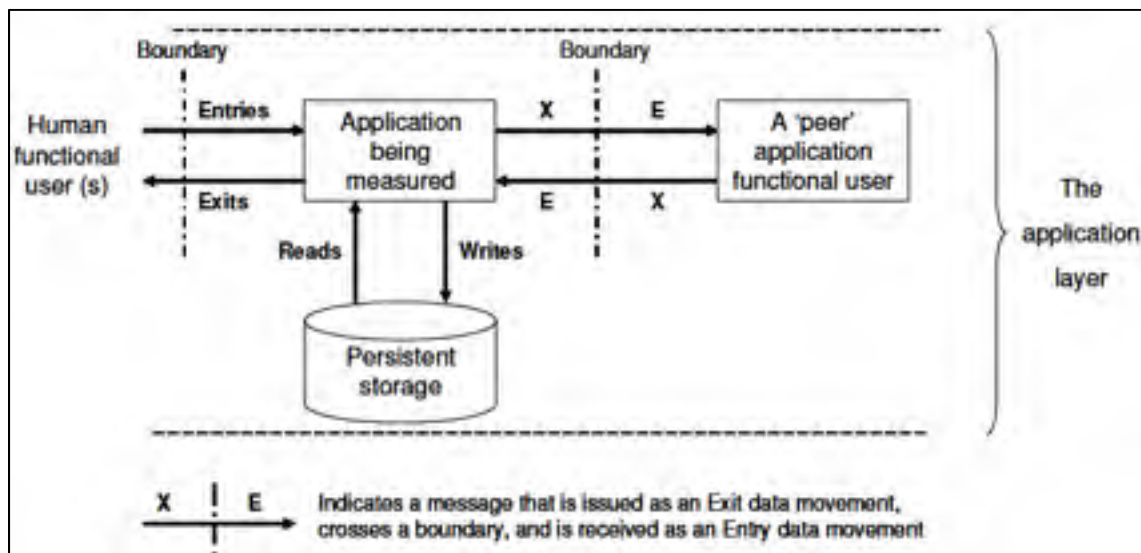 Boundary
Boundary
Entries
X
E
Human
functional
user (s)
Application
being
measured
A 'peer'
application
functional user
Exits
E
X
Reads
Writes
Persistent
storage
The
application
layer
X
E
Indicates a message that is issued as an Exit data movement,
crosses a boundary, and is received as an Entry data movement